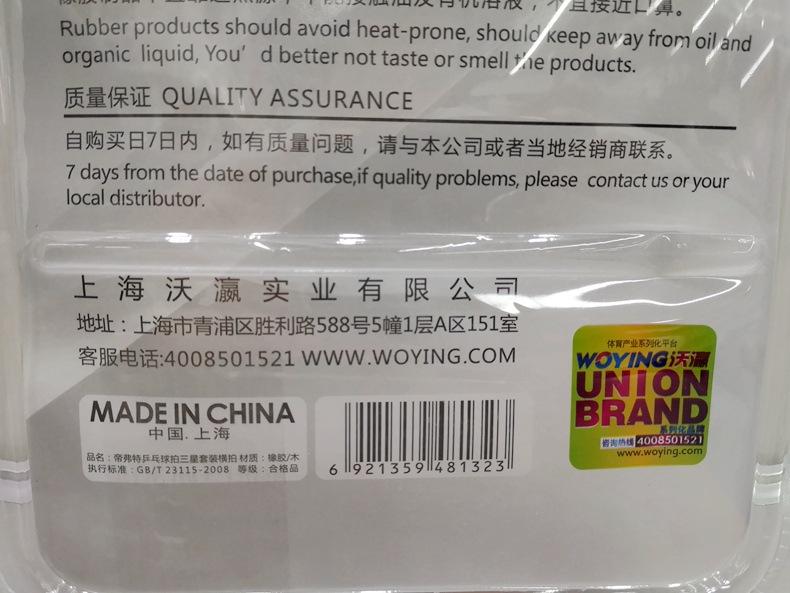 Rubber products should avoid heat-prone, should keep away from oil and
organic liquid, You'd better not taste or smell the products.
质量保证 QUALITY ASSURANCE
自购买日7日内，如有质量问题，请与本公司或者当地经销商联系。
7 days from the date of purchase,if quality problems, please contact us or your
local distributor.
上海沃瀛实业有限公司
地址：上海市青浦区胜利路588号5幢1层A区151室
客服电话:4008501521 WWW.WOYING.COM
MADE IN CHINA
中国.上海
品名：帝弗特乒乓球拍三星套装横拍 材质：橡胶/木
执行标准：GB/T 23115-2008 等级：合格品
6 921359 481323
体育产业系列化平台
WOYING沃瀛
UNION
BRAND
系列化品牌
咨询热线 4008501521
www.woying.com